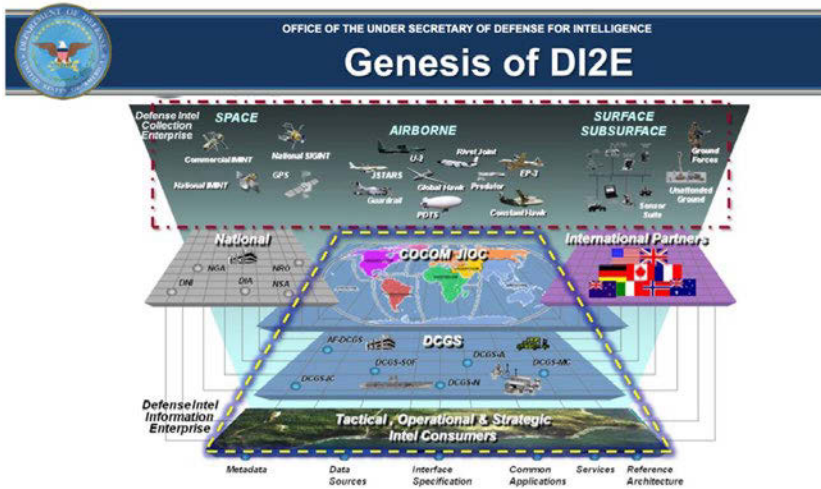 OFFICE OF THE UNDER SECRETARY OF DEFENSE FOR INTELLIGENCE
Genesis of DI2E
Defense Intel
Collection
Enterprise
SPACE
Commercial IMINT
National SIGINT
National IMINT
GPS
AIRBORNE
U-2
Rivet Joint
JSTARS
Global Hawk
Predator
EP-3
Guardrail
PDTS
Constant Hawk
SURFACE
SUBSURFACE
Ground
Forces
Unattended
Ground
Sensor
Suite
National
NGA
NRO
DNI
DIA
NSA
COCOM JIOC
International Partners
DCGS
AF-DCGS
DCGS-SOF
DCGS-A
DCGS-MC
DCGS-IC
DCGS-N
Defense Intel
Information
Enterprise
Tactical, Operational & Strategic
Intel Consumers
Metadata
Data
Sources
Interface
Specification
Common
Applications
Services
Reference
Architecture